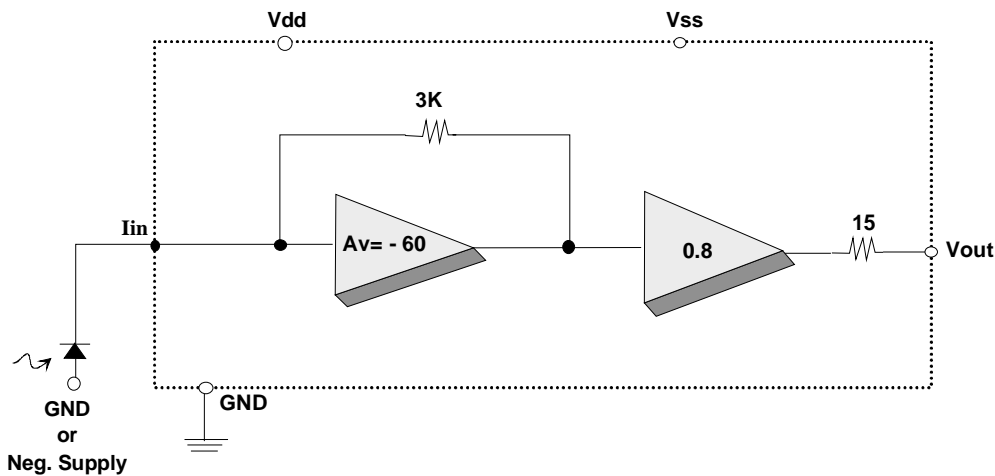 Vdd
Vss
3K
Iin
Av= - 60
0.8
15
Vout
GND
GND
or
Neg. Supply